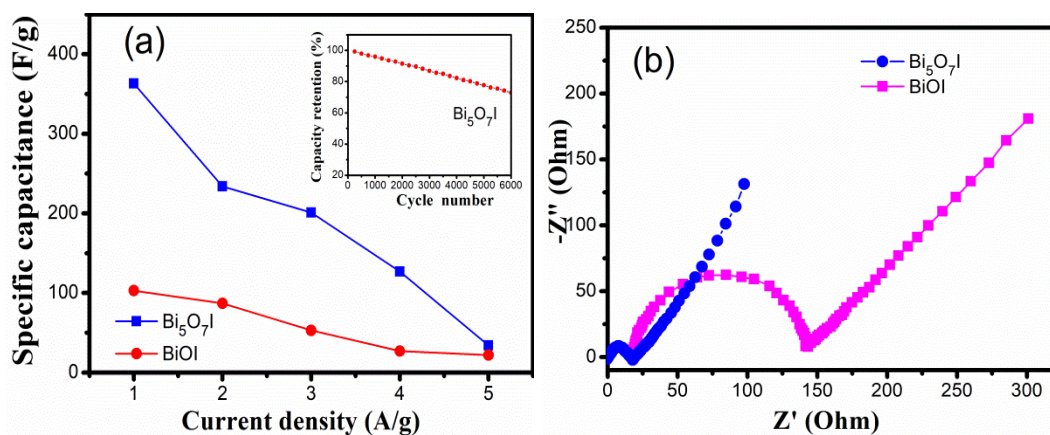 (a)
Specific capacitance (F/g)
400
300
200
100
0
1 2 3 4 5
Current density (A/g)
Bi₅O₇I
BiOI
Capacity retention (%)
100
80
60
40
20
0 1000 2000 3000 4000 5000 6000
Cycle number
Bi₅O₇I
(b)
-Z'' (Ohm)
-250
200
150
100
50
0
0 50 100 150 200 250 300
Z' (Ohm)
Bi₅O₇I
BiOI